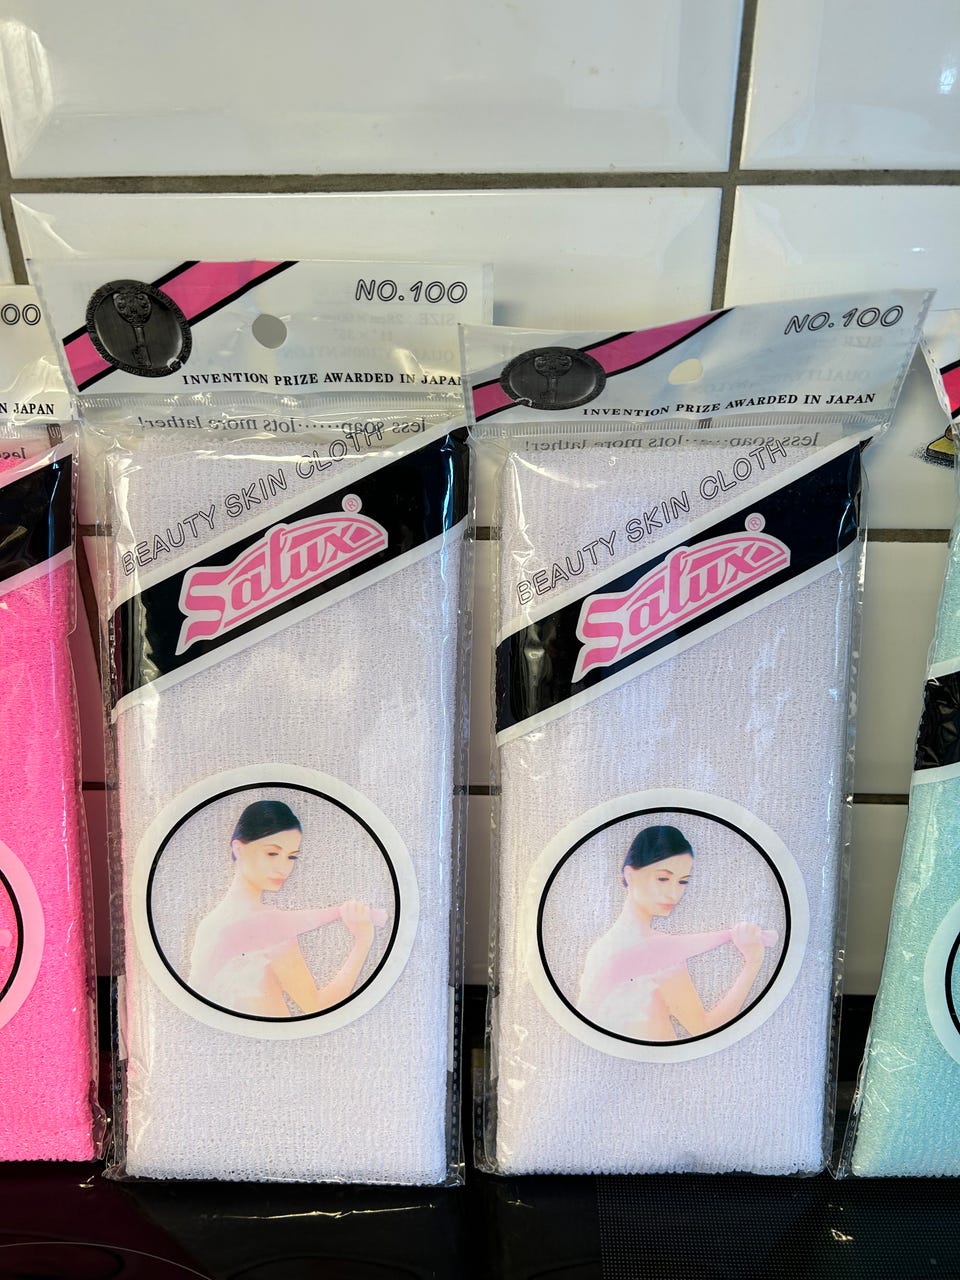 00
N JAPAN
NO.100
INVENTION PRIZE AWARDED IN JAPAN
less soap.......lots more lather!
BEAUTY SKIN CLOTH
Salux®
NO.100
INVENTION PRIZE AWARDED IN JAPAN
less soap.......lots more lather!
BEAUTY SKIN CLOTH
Salux®